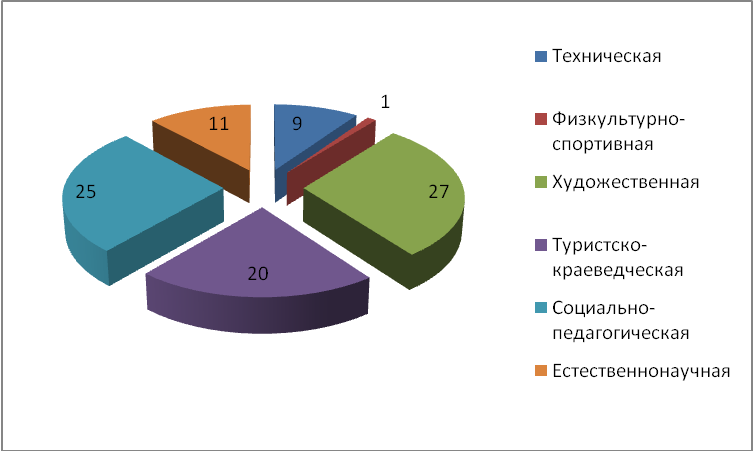 9
1
27
20
25
11
Техническая
Физкультурно-
спортивная
Художественная
Туристско-
краеведческая
Социально-
педагогическая
Естественнонаучная